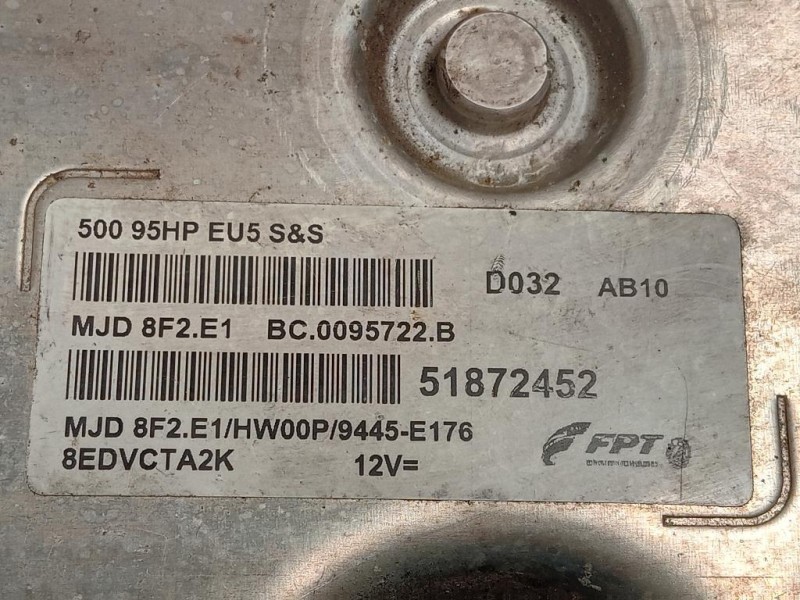 500 95HP EU5 S&S
D032 AB10
MJD 8F2.E1 BC.0095722.B
51872452
MJD 8F2.E1/HW00P/9445-E176
8EDVCTA2K 12V=
FPT